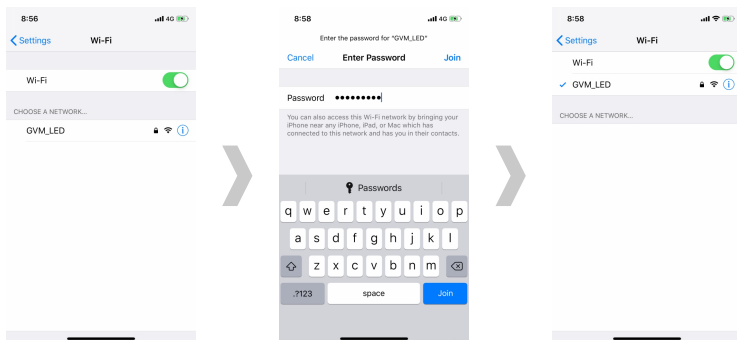 8:56
4G
Settings
Wi-Fi
Wi-Fi
CHOOSE A NETWORK...
GVM_LED
8:58
4G
Enter the password for "GVM_LED"
Cancel
Enter Password
Join
Password •••••••••
You can also access this Wi-Fi network by bringing your
iPhone near any iPhone, iPad, or Mac which has
connected to this network and has you in their contacts.
Passwords
q w e r t y u i o p
a s d f g h j k l
z x c v b n m
.?123 space Join
8:58
Settings
Wi-Fi
Wi-Fi
GVM_LED
CHOOSE A NETWORK...